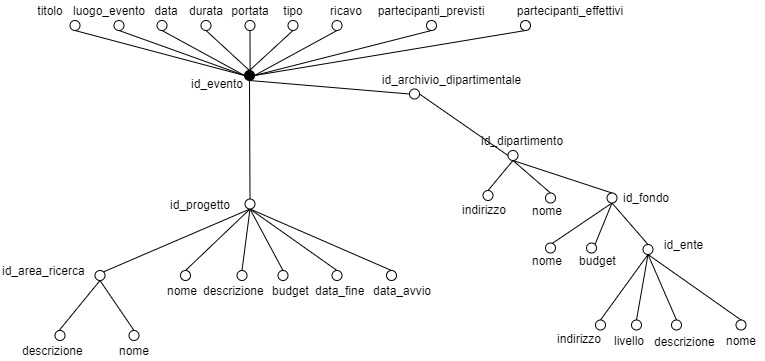 titolo luogo_evento data durata portata tipo ricavo partecipanti_previsti partecipanti_effettivi
id_evento
id_archivio_dipartimentale
id_dipartimento
id_progetto
indirizzo nome
id_fondo
id_area_ricerca
nome descrizione budget data_fine data_avvio
nome budget
id_ente
descrizione nome
indirizzo livello descrizione nome